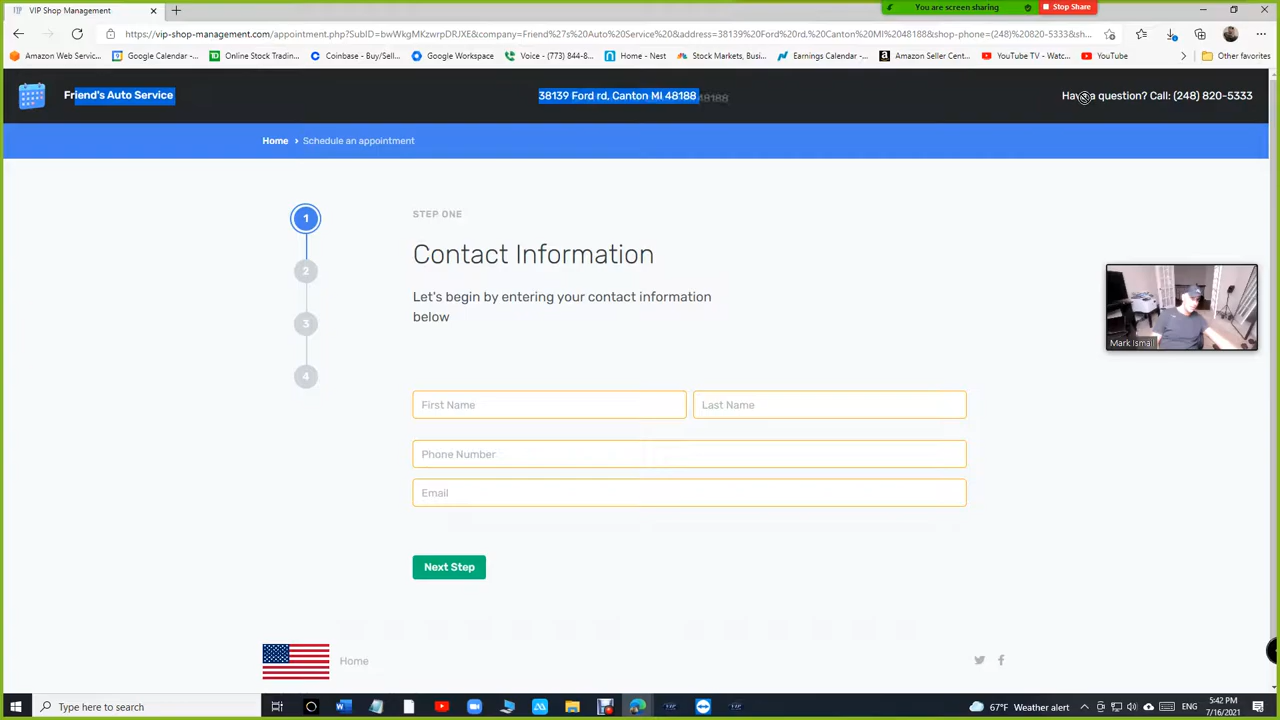 VIP Shop Management
You are screen sharing
Stop Share
https://vip-shop-management.com/appointment.php?SubID=bwWkgMKzwrpDRJXE&company=Friend%27s%20Auto%20Service%20&address=38139%20Ford%20rd,%20Canton%20MI%2048188&shop-phone=(248)%20820-5333&sh...
Amazon Web Servic...
Google Calendar - ...
Online Stock Tradin...
Coinbase - Buy/Sell...
Google Workspace
Voice - (773) 844-8...
Home - Nest
Stock Markets, Busi...
Earnings Calendar -...
Amazon Seller Cent...
YouTube TV - Watc...
YouTube
Other favorites
Friend's Auto Service
38139 Ford rd, Canton MI 48188
Have a question? Call: (248) 820-5333
Home > Schedule an appointment
1
STEP ONE
Contact Information
2
Let's begin by entering your contact information
below
3
4
Mark Ismail
First Name
Last Name
Phone Number
Email
Next Step
Home
Type here to search
67°F Weather alert
ENG
5:42 PM
7/16/2021